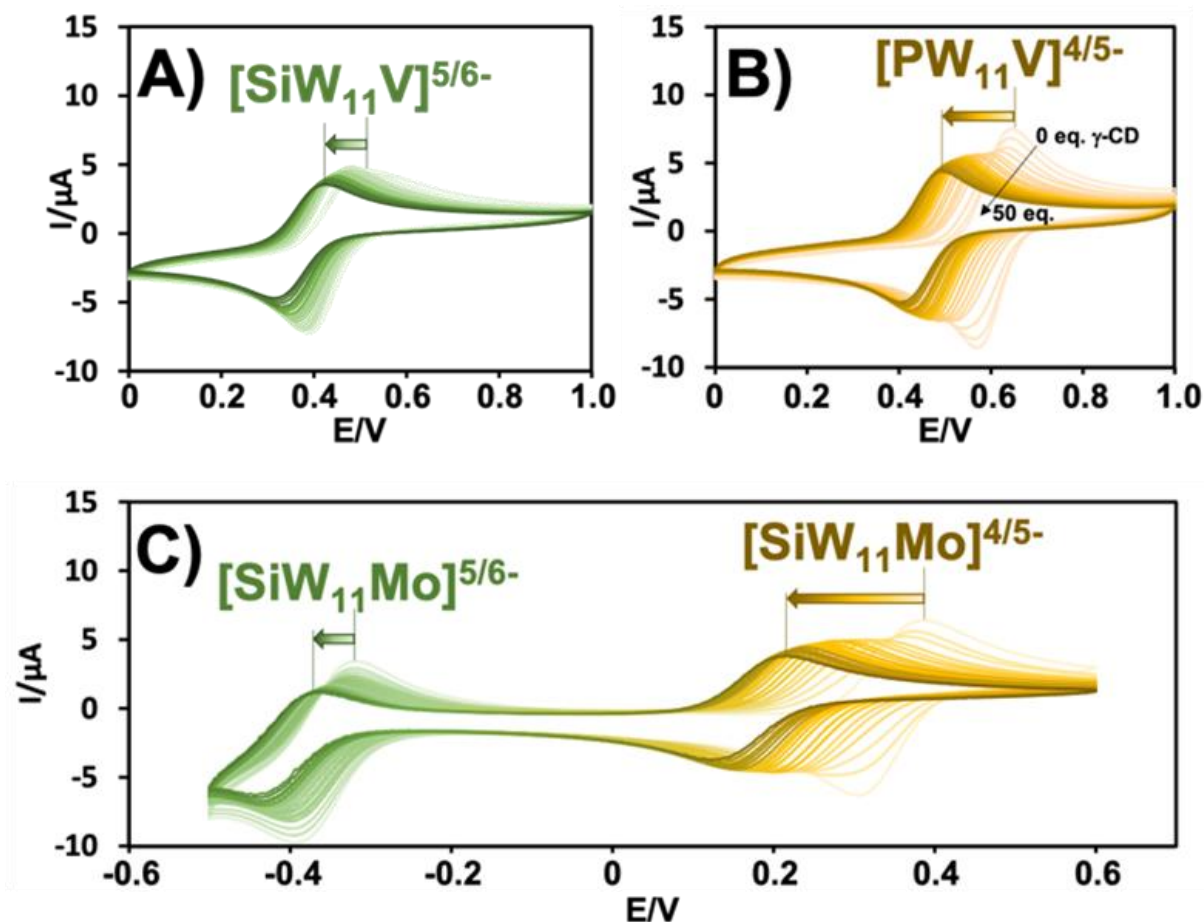 A)
[SiW₁₁V]⁵/⁶⁻
15
10
5
0
-5
-10
I/µA
0
0.2
0.4
0.6
0.8
1.0
E/V
B)
[PW₁₁V]⁴/⁵⁻
0 eq. γ-CD
50 eq.
15
10
5
0
-5
-10
I/µA
0
0.2
0.4
0.6
0.8
1.0
E/V
C)
[SiW₁₁Mo]⁵/⁶⁻
[SiW₁₁Mo]⁴/⁵⁻
15
10
5
0
-5
-10
I/µA
-0.6
-0.4
-0.2
0
0.2
0.4
0.6
E/V